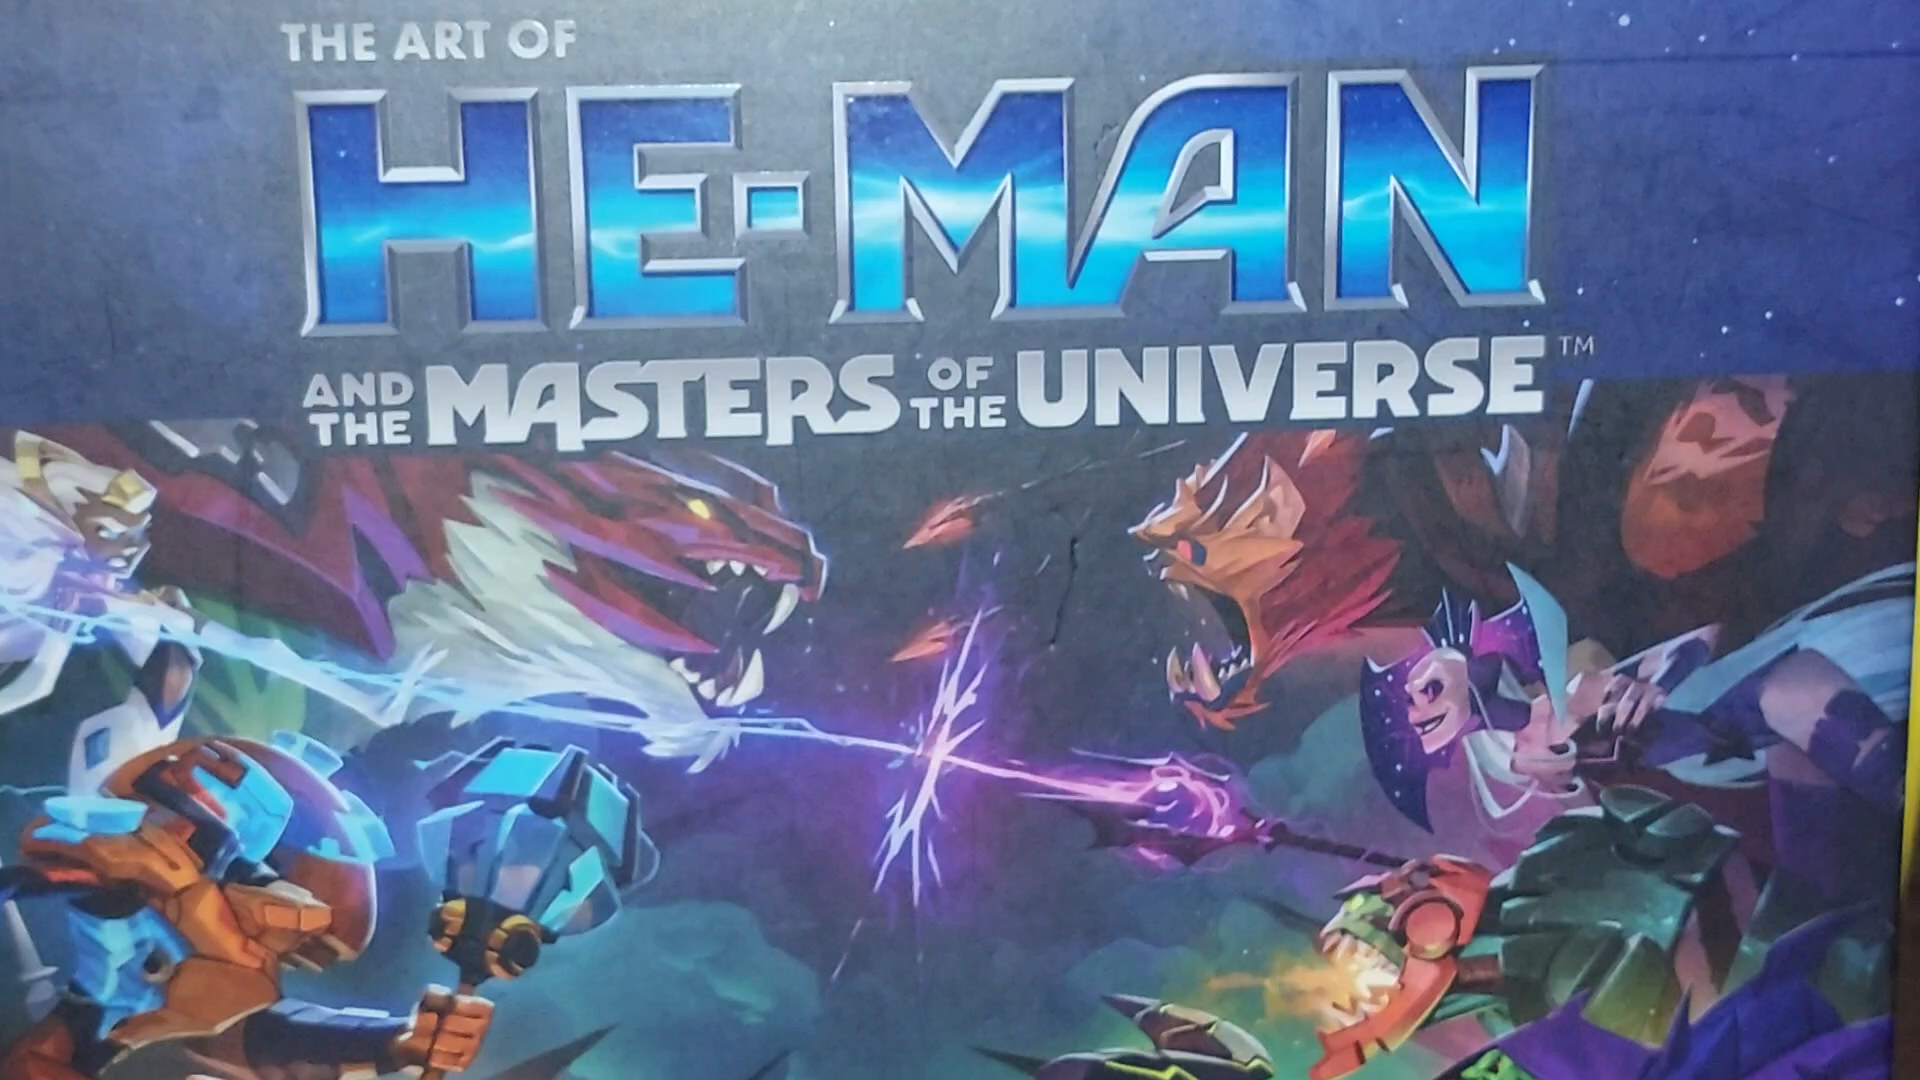 THE ART OF
HE-MAN
AND THE MASTERS OF THE UNIVERSE™